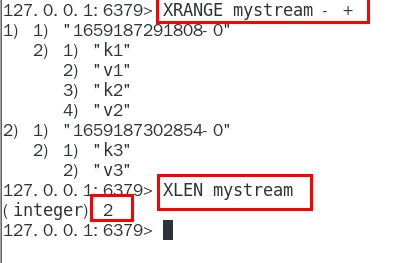 127.0.0.1:6379> XRANGE mystream - +
1) 1) "1659187291808-0"
2) 1) "k1"
2) "v1"
3) "k2"
4) "v2"
2) 1) "1659187302854-0"
2) 1) "k3"
2) "v3"
127.0.0.1:6379> XLEN mystream
(integer) 2
127.0.0.1:6379>